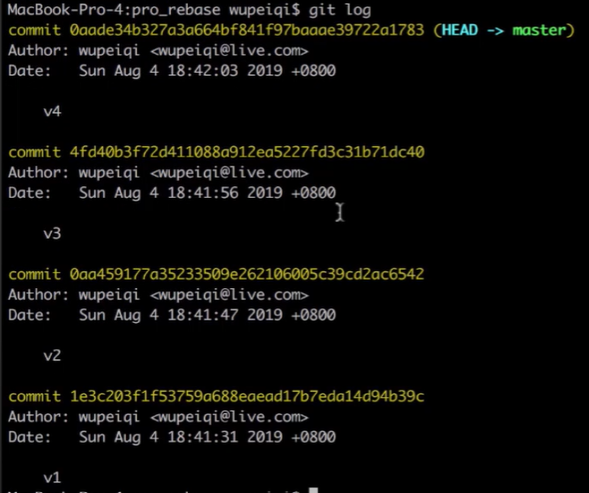 MacBook-Pro-4:pro_rebase wupeiqi$ git log
commit 0aade34b327a3a664bf841f97baaae39722a1783 (HEAD -> master)
Author: wupeiqi <wupeiqi@live.com>
Date:   Sun Aug 4 18:42:03 2019 +0800
v4
commit 4fd40b3f72d411088a912ea5227fd3c31b71dc40
Author: wupeiqi <wupeiqi@live.com>
Date:   Sun Aug 4 18:41:56 2019 +0800
v3
commit 0aa459177a35233509e262106005c39cd2ac6542
Author: wupeiqi <wupeiqi@live.com>
Date:   Sun Aug 4 18:41:47 2019 +0800
v2
commit 1e3c203f1f53759a688eaead17b7eda14d94b39c
Author: wupeiqi <wupeiqi@live.com>
Date:   Sun Aug 4 18:41:31 2019 +0800
v1